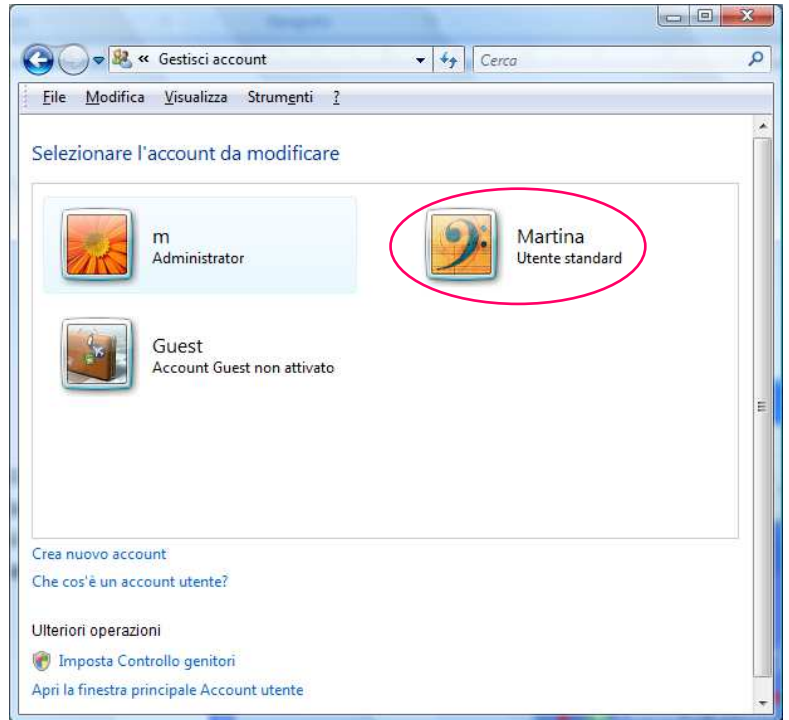 « Gestisci account
Cerca
File Modifica Visualizza Strumenti ?
Selezionare l'account da modificare
m
Administrator
Martina
Utente standard
Guest
Account Guest non attivato
Crea nuovo account
Che cos'è un account utente?
Ulteriori operazioni
Imposta Controllo genitori
Apri la finestra principale Account utente